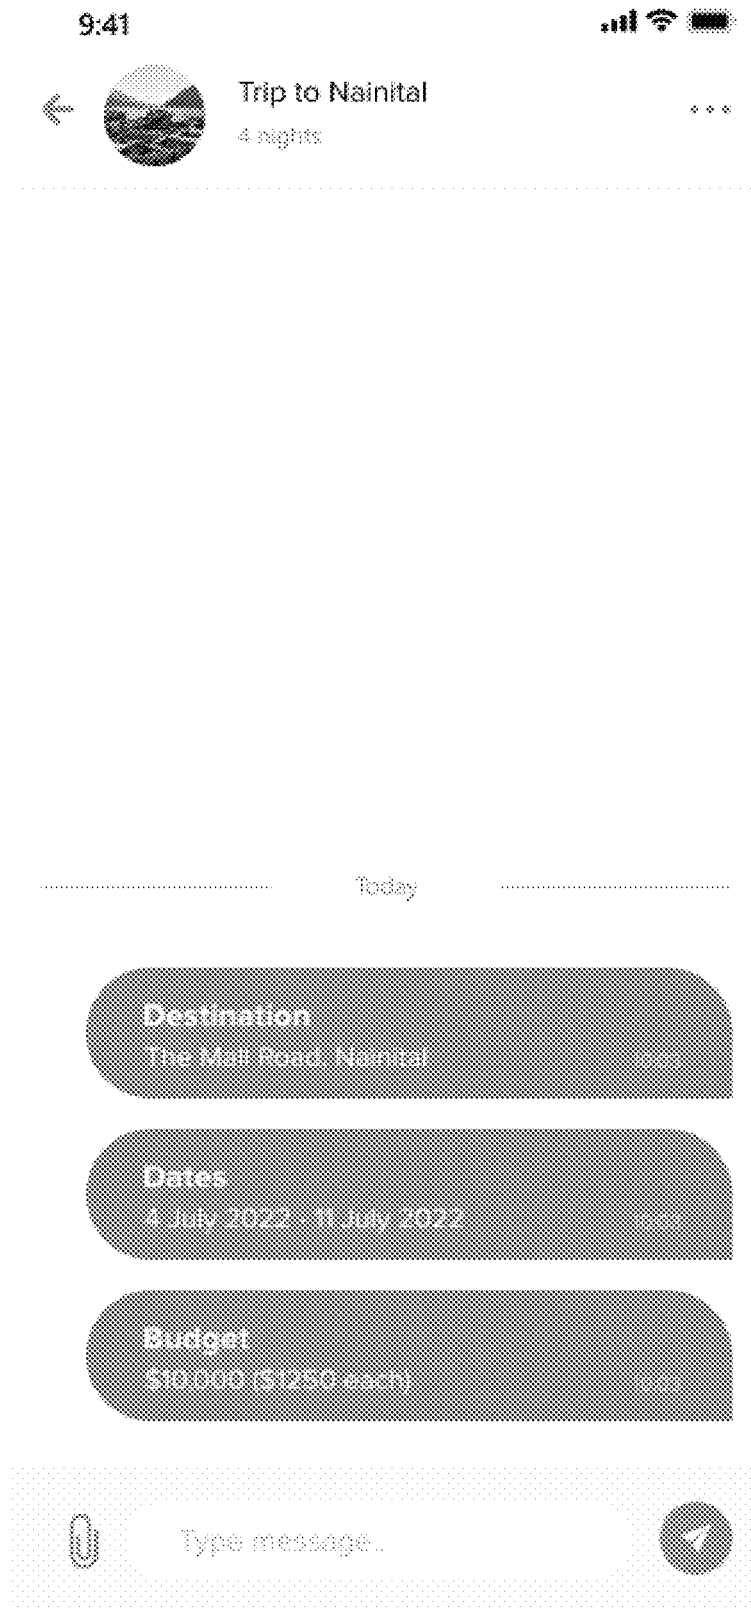 9:41
Trip to Nainital
4 nights
Today
Destination
The Mall Road, Nainital
Dates
4 July 2022 - 11 July 2022
Budget
$10,000 ($1250 each)
Type message..